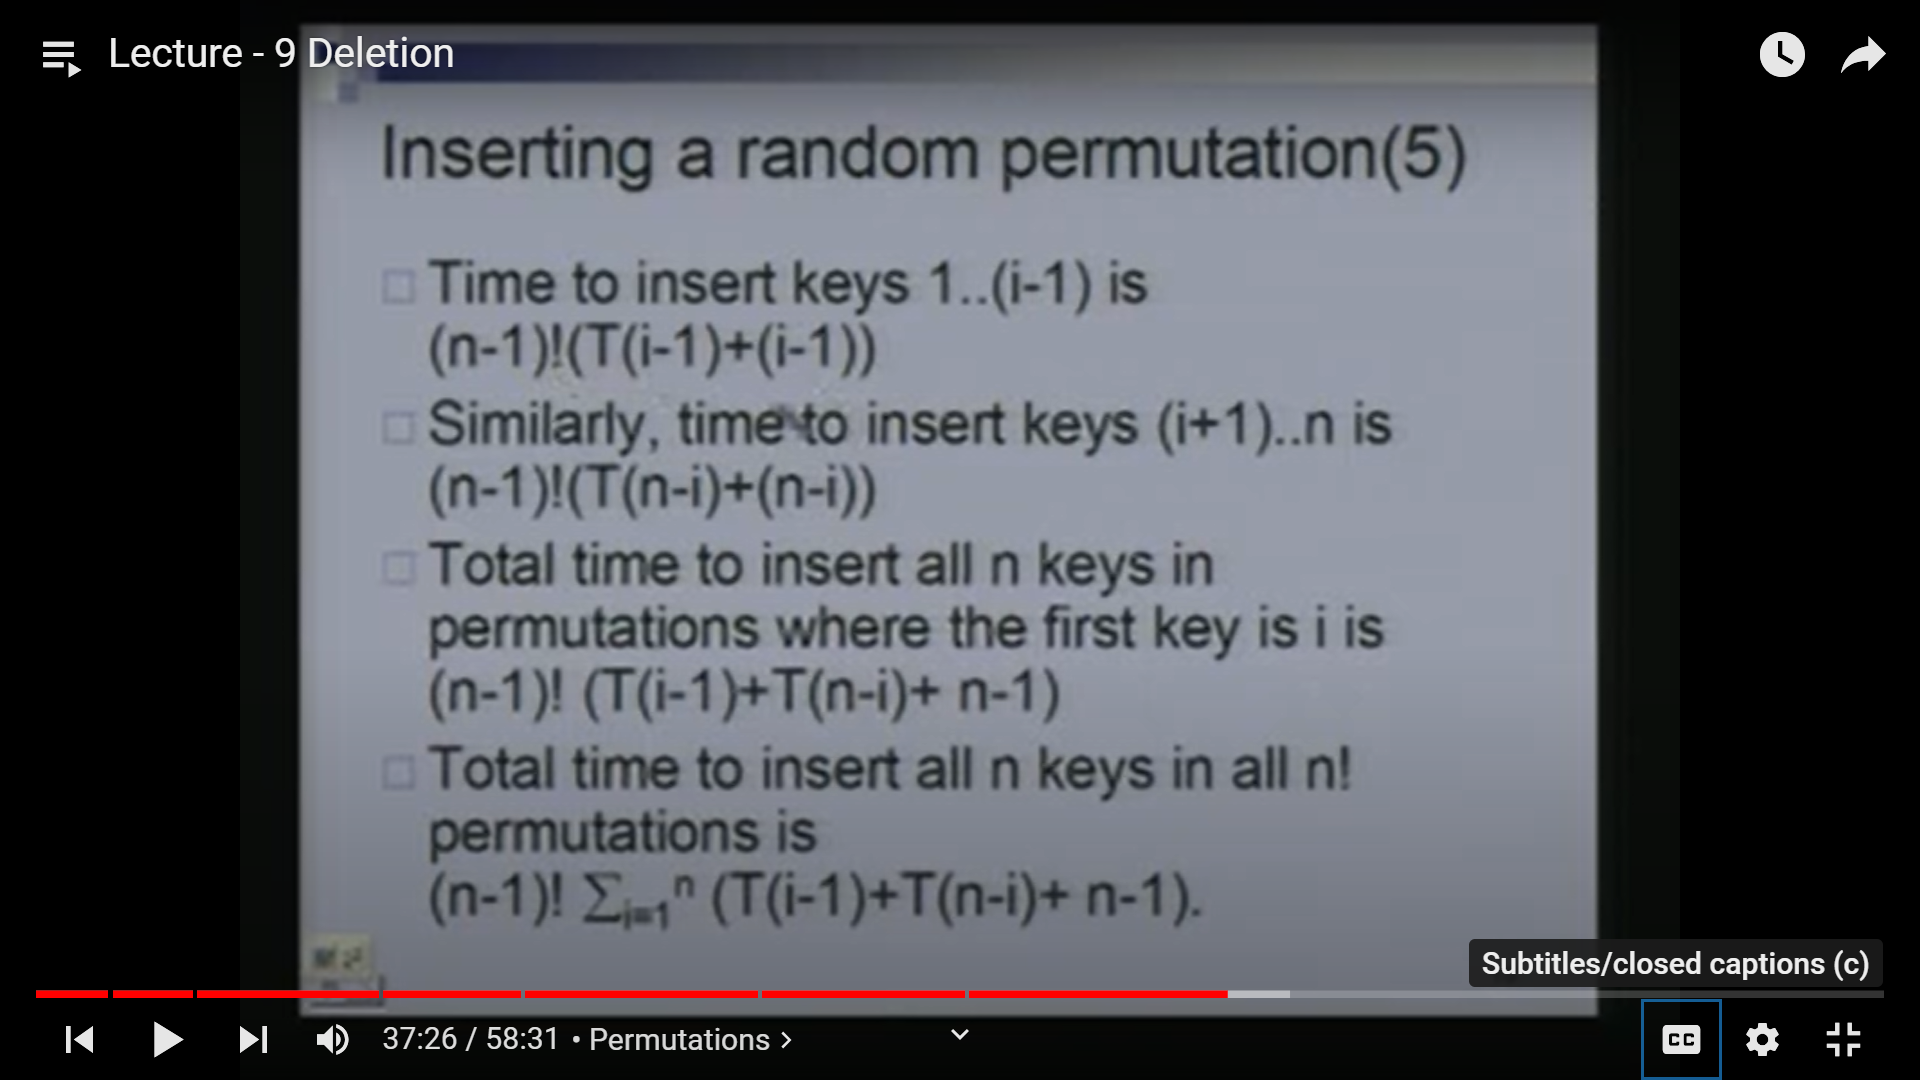 Lecture - 9 Deletion
Inserting a random permutation(5)
Time to insert keys 1..(i-1) is
(n-1)!(T(i-1)+(i-1))
Similarly, time to insert keys (i+1)..n is
(n-1)!(T(n-i)+(n-i))
Total time to insert all n keys in
permutations where the first key is i is
(n-1)! (T(i-1)+T(n-i)+ n-1)
Total time to insert all n keys in all n!
permutations is
(n-1)! ∑i=1 n (T(i-1)+T(n-i)+ n-1).
Subtitles/closed captions (c)
37:26 / 58:31 • Permutations >
CC